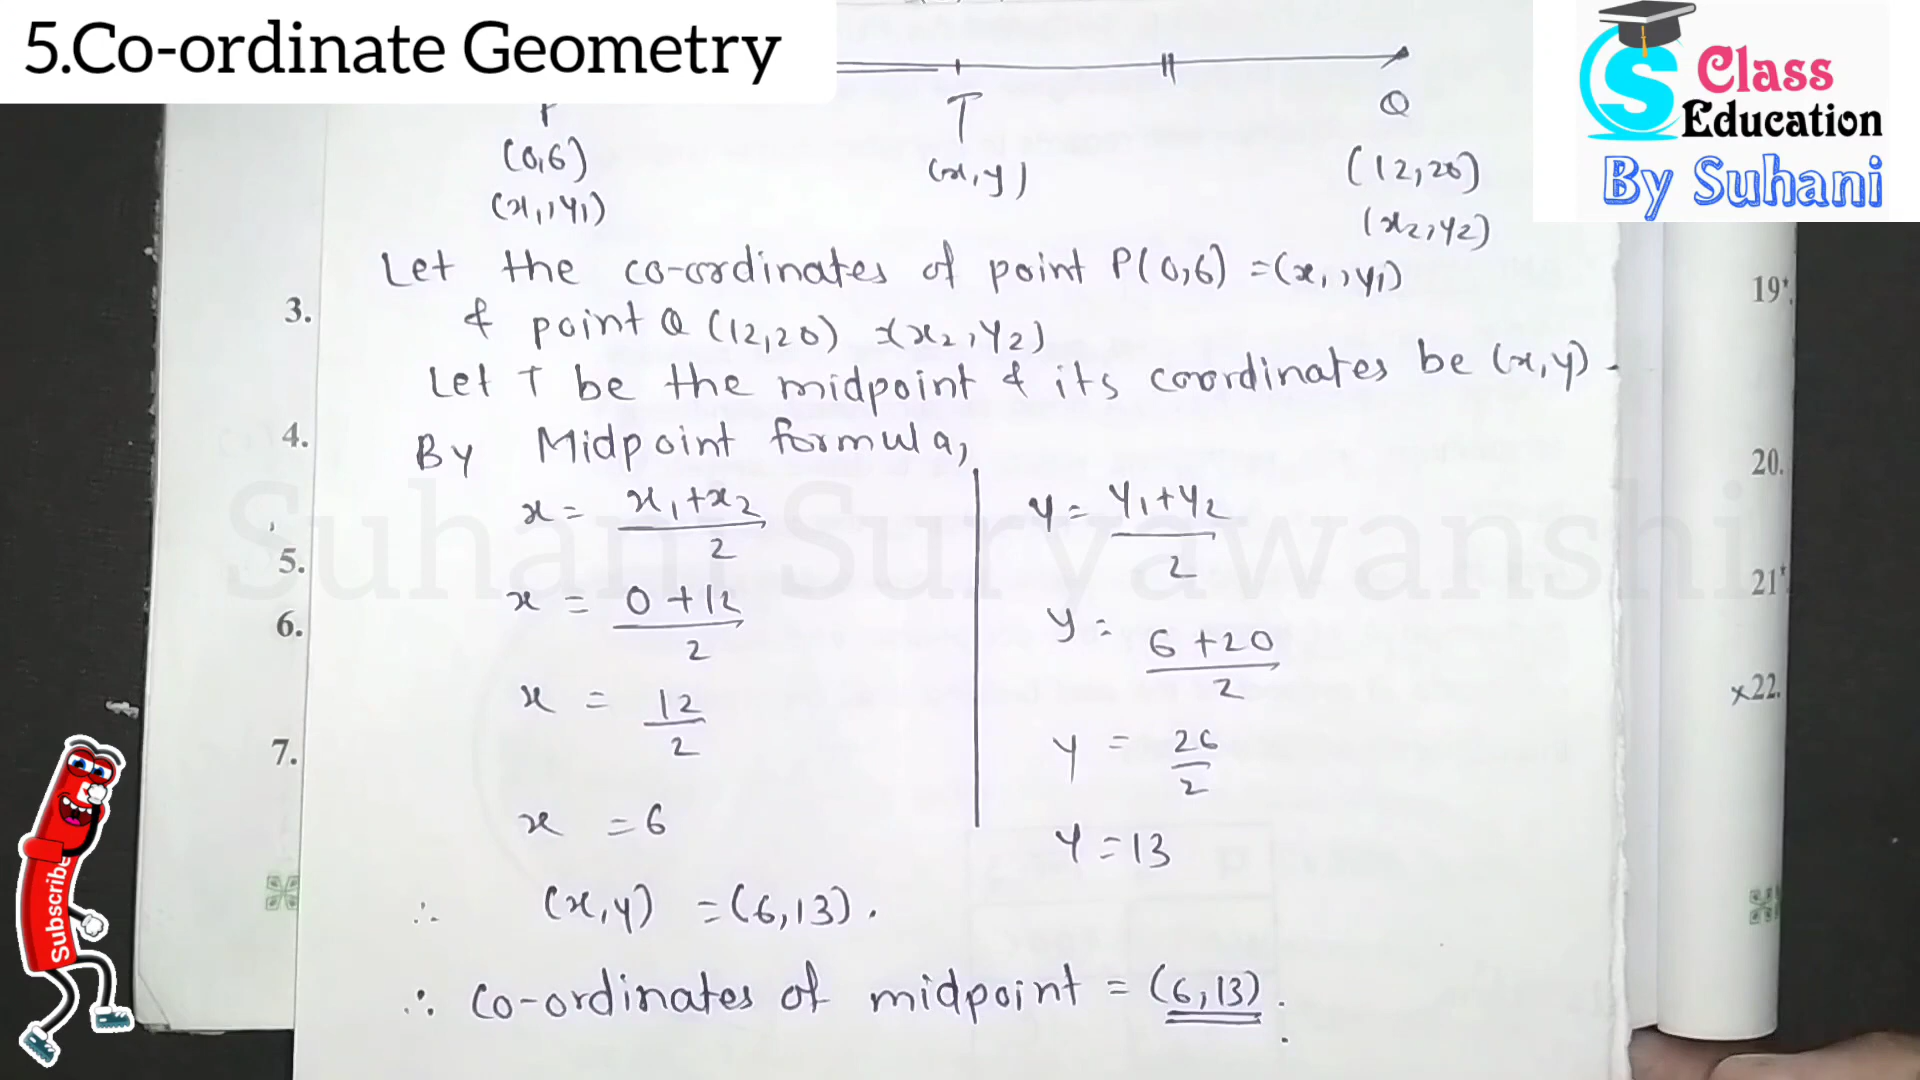 5.Co-ordinate Geometry
Class
Education
By Suhani
T
Q
(0,6)
(x,y)
(12,20)
(x₁,y₁)
(x₂,y₂)
Let the co-ordinates of point P(0,6) =(x₁,y₁)
& point Q (12,20) =(x₂,y₂)
Let T be the midpoint & its coordinates be (x,y).
By Midpoint formula,
x = x₁+x₂/2
y = y₁+y₂/2
x = 0+12/2
y = 6+20/2
x = 12/2
y = 26/2
x = 6
y = 13
∴ (x,y) =(6,13).
∴ co-ordinates of midpoint = (6,13).
3.
4.
5.
6.
7.
19*.
20.
21*.
×22.
Suhani Suryawanshi
Subscribe